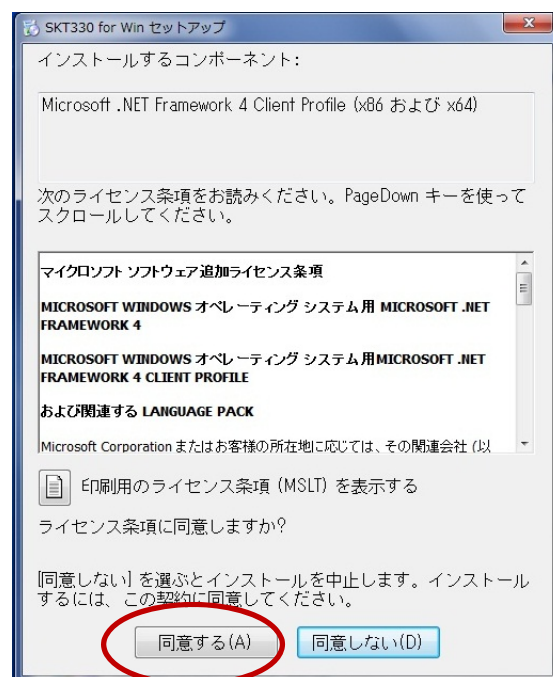 SKT330 for Win セットアップ
インストールするコンポーネント:
Microsoft .NET Framework 4 Client Profile (x86 および x64)
次のライセンス条項をお読みください。PageDown キーを使って
スクロールしてください。
マイクロソフト ソフトウェア追加ライセンス条項
MICROSOFT WINDOWS オペレーティング システム用 MICROSOFT .NET
FRAMEWORK 4
MICROSOFT WINDOWS オペレーティング システム用MICROSOFT .NET
FRAMEWORK 4 CLIENT PROFILE
および関連する LANGUAGE PACK
Microsoft Corporation またはお客様の所在地に応じては、その関連会社 (以
印刷用のライセンス条項 (MSLT) を表示する
ライセンス条項に同意しますか?
[同意しない] を選ぶとインストールを中止します。インストール
するには、この契約に同意してください。
同意する(A)
同意しない(D)